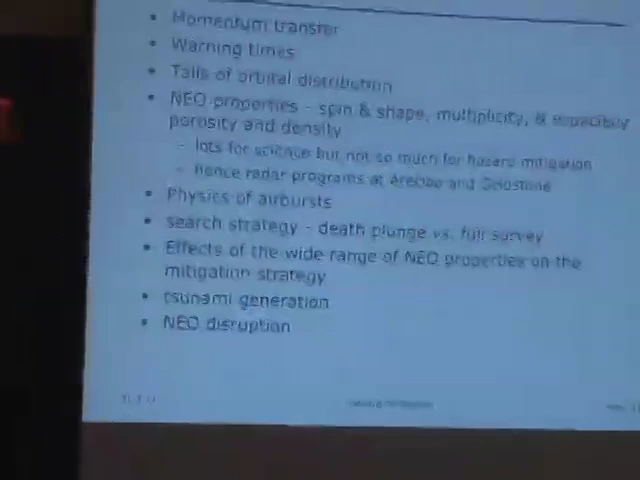 • Momentum transfer
• Warning times
• Tails of orbital distribution
• NEO properties - spin & shape, multiplicity, & especially
porosity and density
- lots for science but not so much for hazard mitigation
- hence radar programs at Arecibo and Goldstone
• Physics of airbursts
• search strategy - death plunge vs. full survey
• Effects of the wide range of NEO properties on the
mitigation strategy
• tsunami generation
• NEO disruption